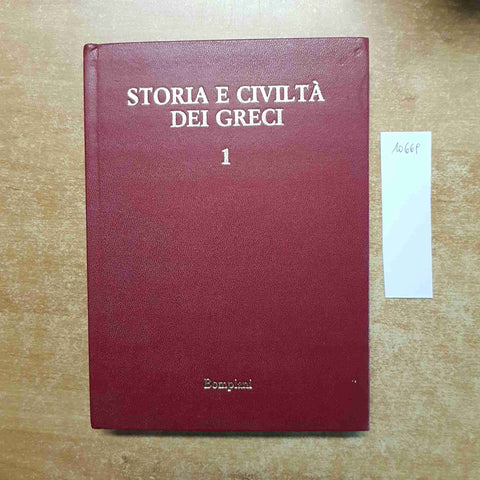 STORIA E CIVILTÀ
DEI GRECI
1
Bompiani
10669